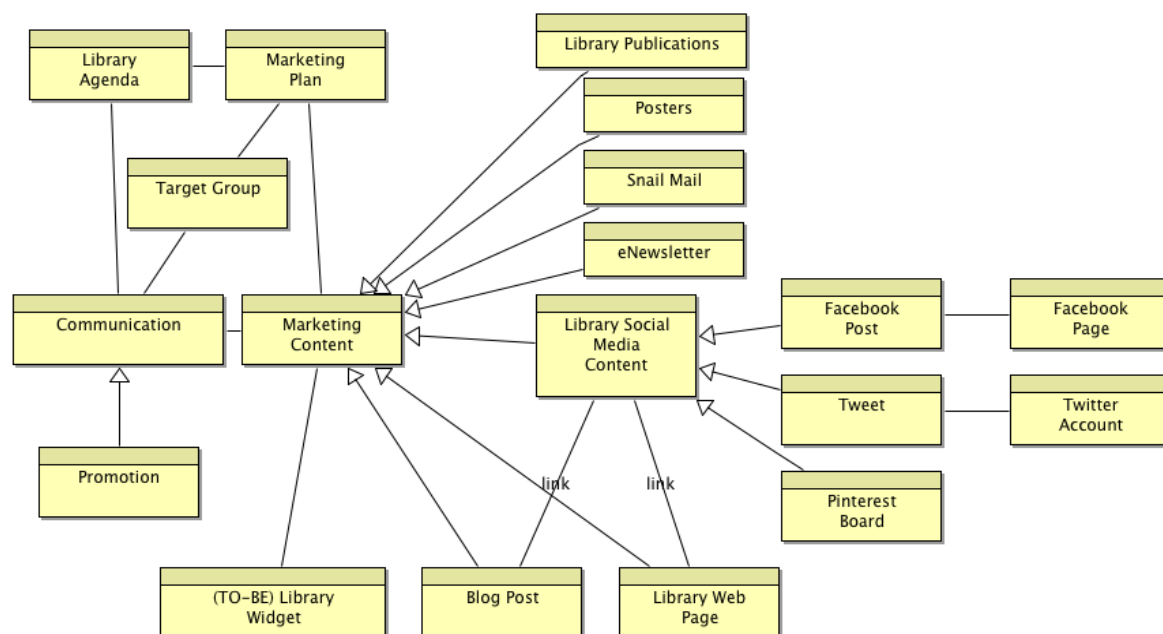 Library Publications
Library
Agenda
Marketing
Plan
Posters
Target Group
Snail Mail
eNewsletter
Communication
Marketing
Content
Library Social
Media
Content
Facebook
Post
Facebook
Page
Tweet
Twitter
Account
Promotion
link
link
Pinterest
Board
(TO-BE) Library
Widget
Blog Post
Library Web
Page